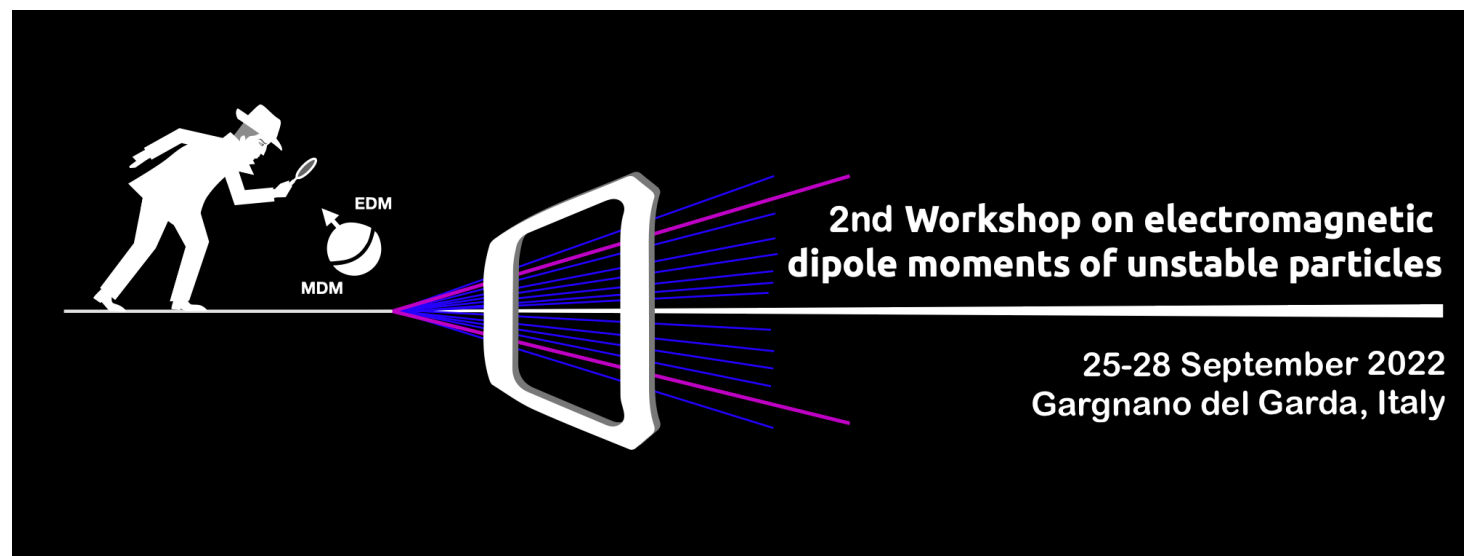 EDM
MDM
2nd Workshop on electromagnetic
dipole moments of unstable particles
25-28 September 2022
Gargnano del Garda, Italy